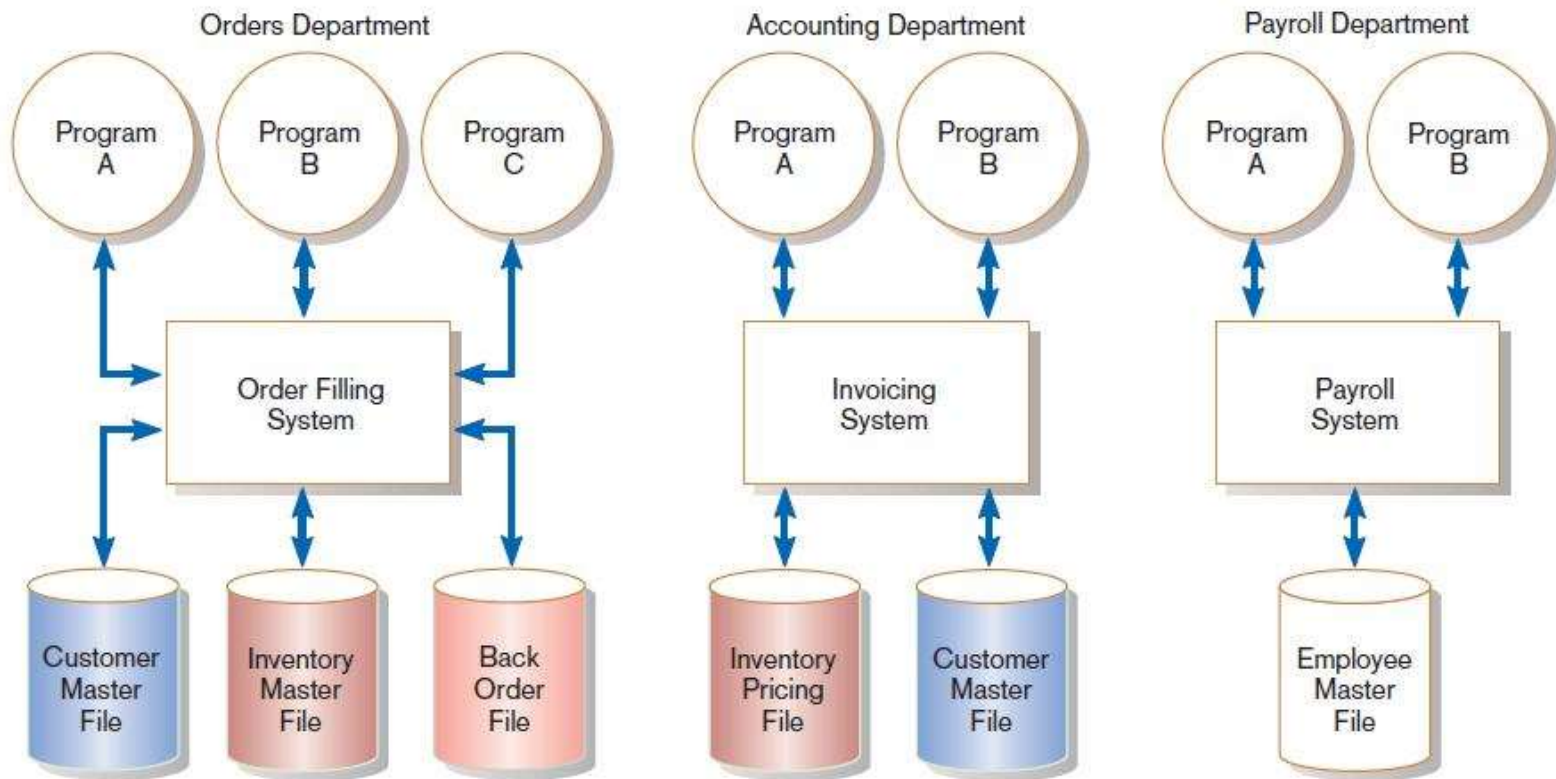 Orders Department
Accounting Department
Payroll Department
Program
A
Program
B
Program
C
Program
A
Program
B
Program
A
Program
B
Order Filling
System
Invoicing
System
Payroll
System
Customer
Master
File
Inventory
Master
File
Back
Order
File
Inventory
Pricing
File
Customer
Master
File
Employee
Master
File